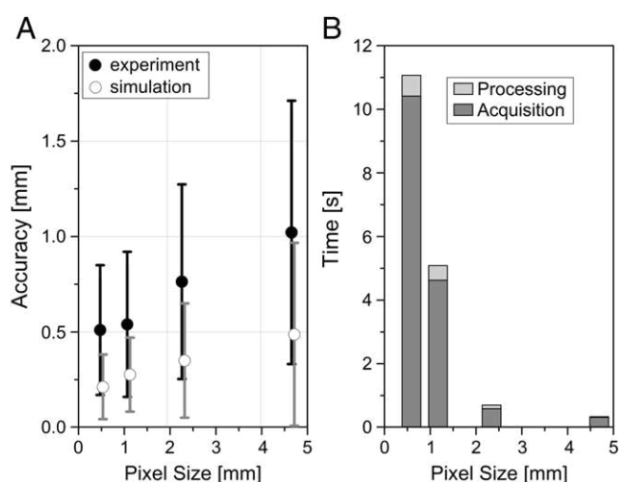 A
2.0
1.5
1.0
0.5
0.0
Accuracy [mm]
experiment
simulation
0 1 2 3 4 5
Pixel Size [mm]
B
12
10
8
6
4
2
0
Time [s]
Processing
Acquisition
0 1 2 3 4 5
Pixel Size [mm]